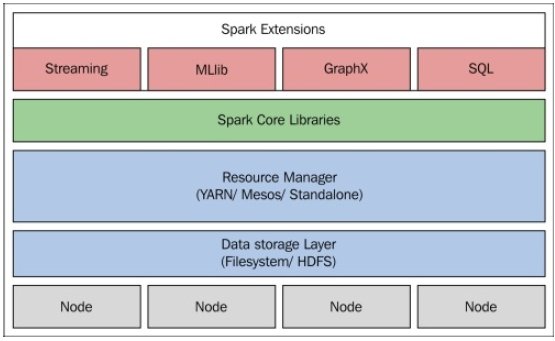 Spark Extensions
Streaming
MLlib
GraphX
SQL
Spark Core Libraries
Resource Manager
(YARN/ Mesos/ Standalone)
Data storage Layer
(Filesystem/ HDFS)
Node
Node
Node
Node